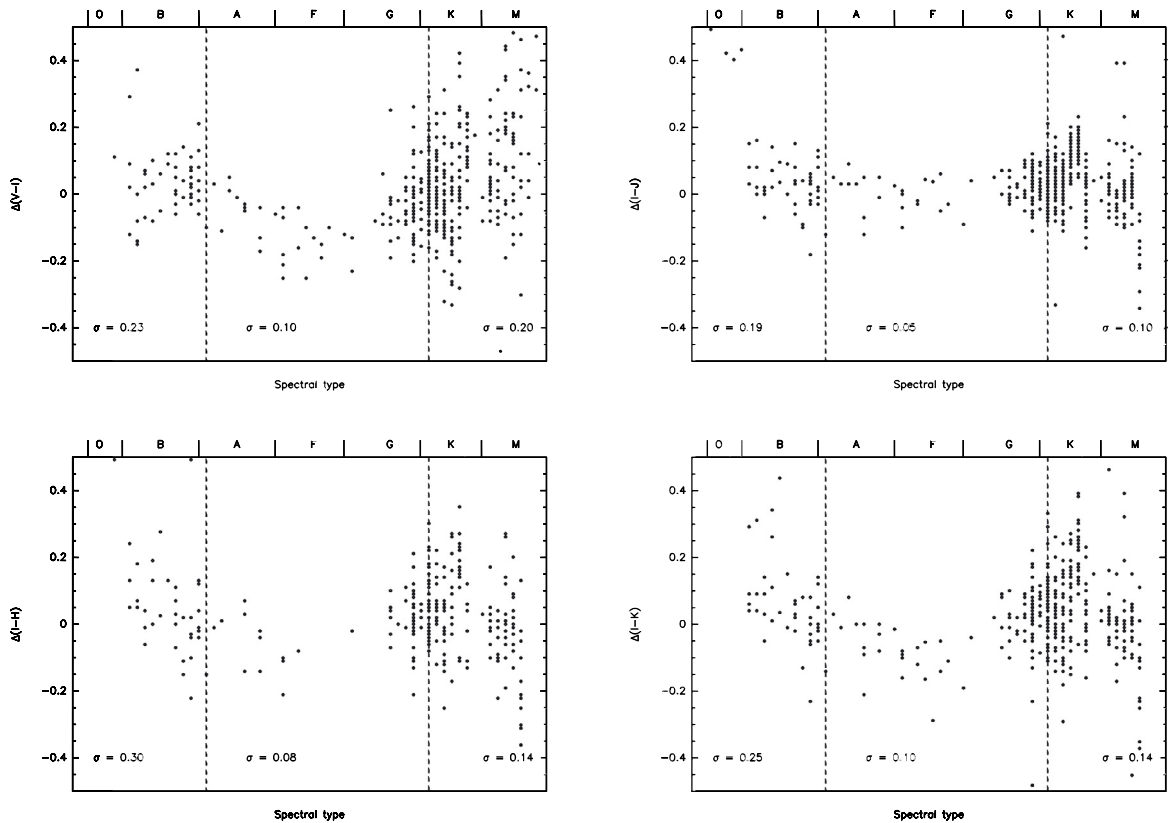 O B A F G K M
0.4
0.2
0
−0.2
−0.4
Δ(V−I)
σ = 0.23 σ = 0.10 σ = 0.20
Spectral type
O B A F G K M
0.4
0.2
0
−0.2
−0.4
Δ(I−J)
σ = 0.19 σ = 0.05 σ = 0.10
Spectral type
O B A F G K M
0.4
0.2
0
−0.2
−0.4
Δ(I−H)
σ = 0.30 σ = 0.08 σ = 0.14
Spectral type
O B A F G K M
0.4
0.2
0
−0.2
−0.4
Δ(I−K)
σ = 0.25 σ = 0.10 σ = 0.14
Spectral type